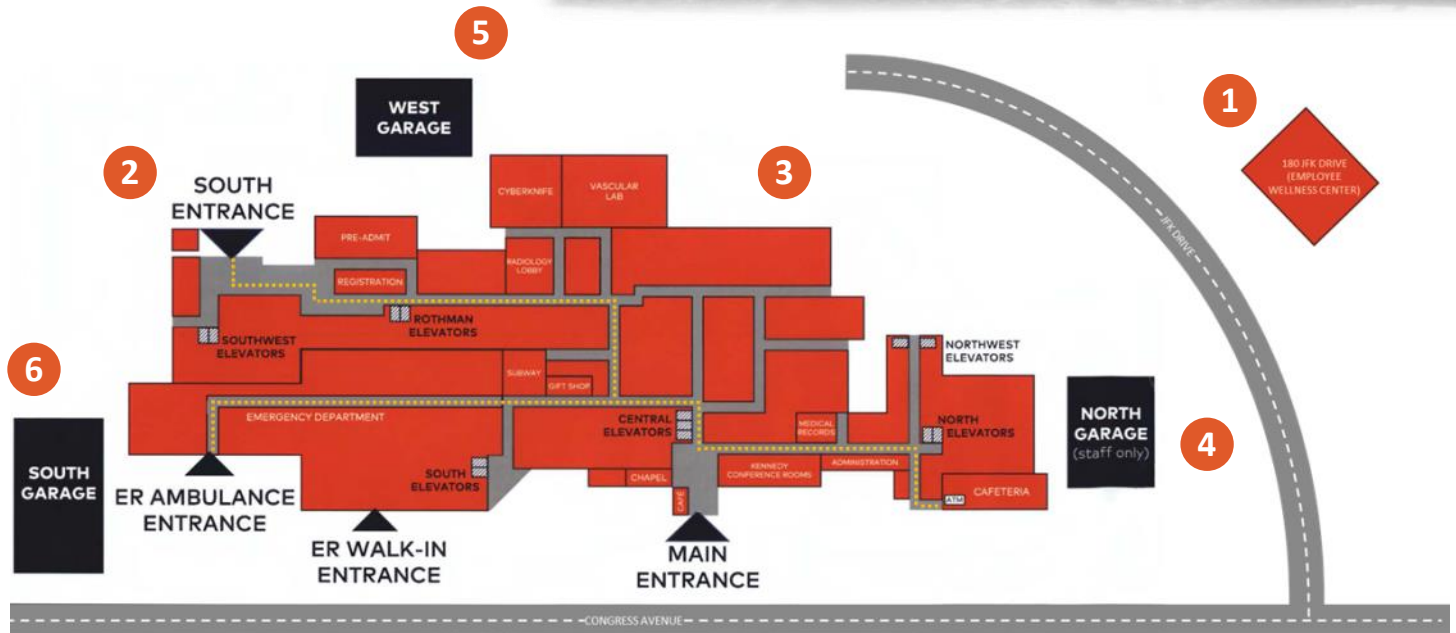 5
1
WEST
GARAGE
2
3
180 JFK DRIVE
(EMPLOYEE
WELLNESS CENTER)
SOUTH
ENTRANCE
CYBERKNIFE
VASCULAR
LAB
JFK DRIVE
PRE-ADMIT
RADIOLOGY
LOBBY
REGISTRATION
ROTHMAN
ELEVATORS
SOUTHWEST
ELEVATORS
NORTHWEST
ELEVATORS
6
SUBWAY
GIFT SHOP
EMERGENCY DEPARTMENT
CENTRAL
ELEVATORS
MEDICAL
RECORDS
NORTH
ELEVATORS
NORTH
GARAGE
(staff only)
4
SOUTH
GARAGE
SOUTH
ELEVATORS
CHAPEL
KENNEDY
CONFERENCE ROOMS
ADMINISTRATION
CAFETERIA
ATM
CAFE
ER AMBULANCE
ENTRANCE
ER WALK-IN
ENTRANCE
MAIN
ENTRANCE
CONGRESS AVENUE